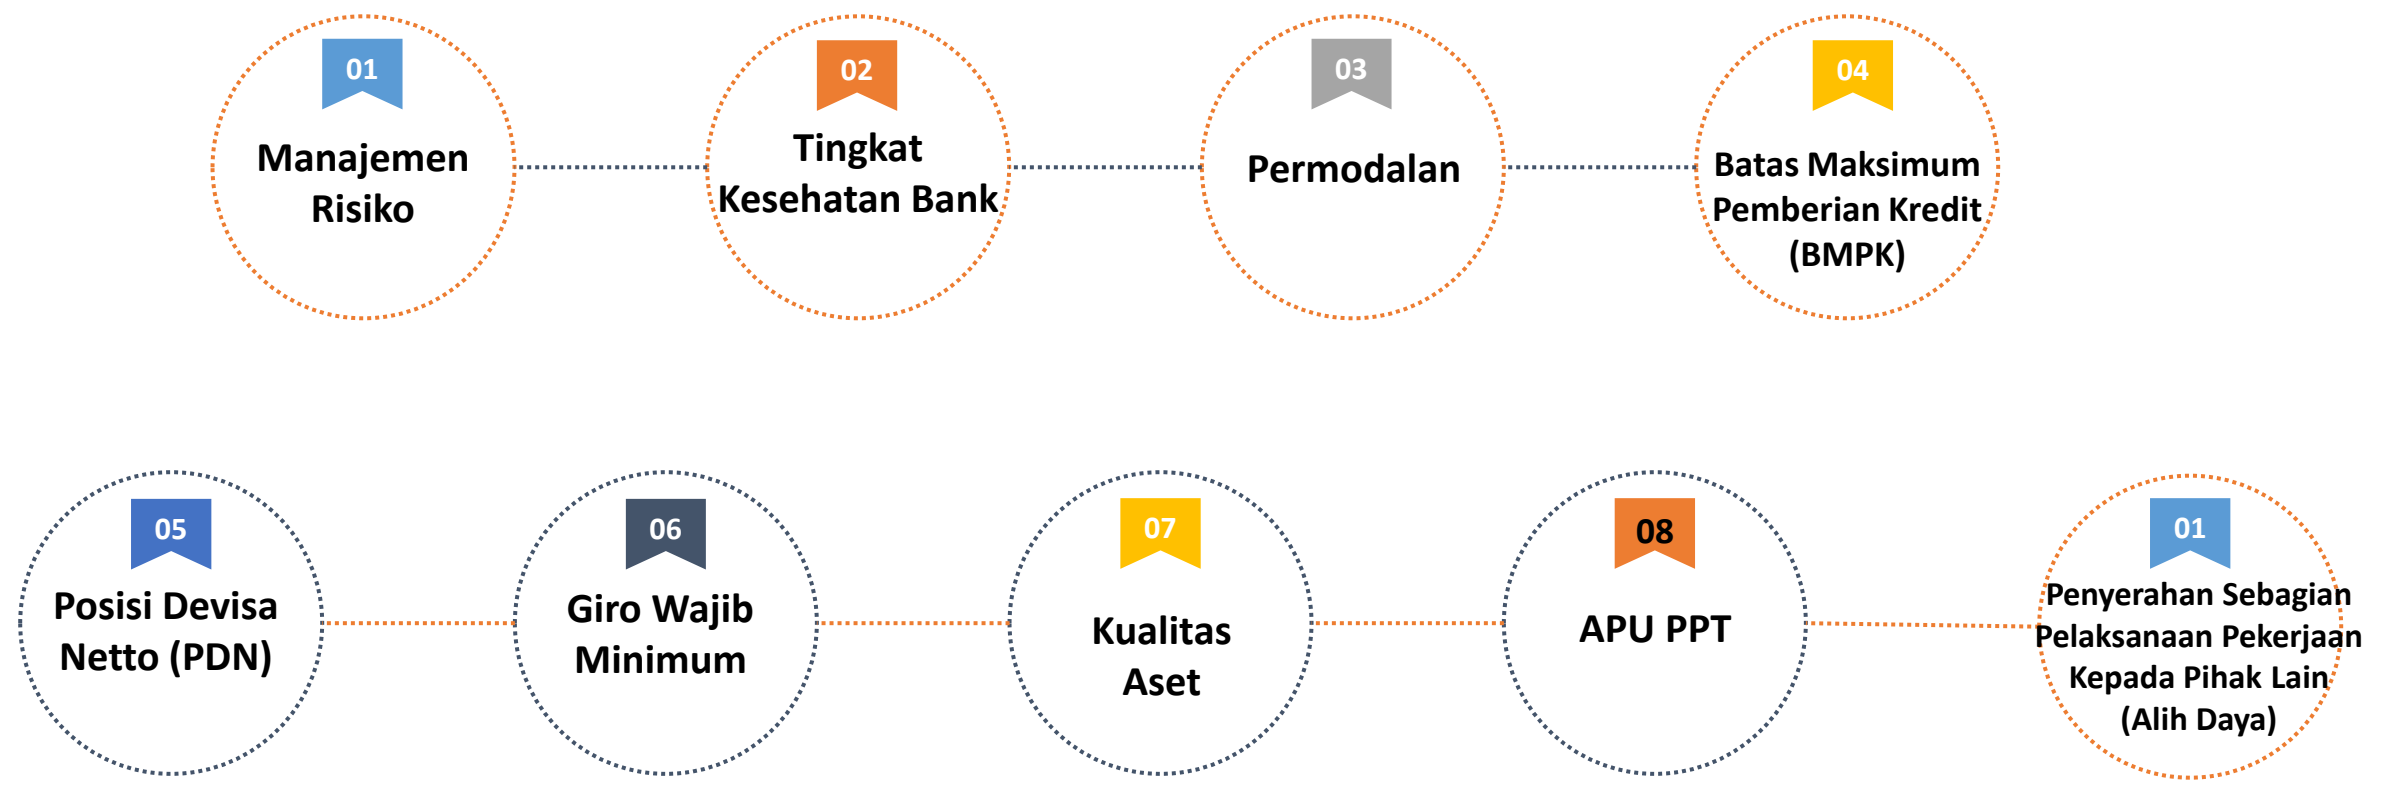 01
Manajemen
Risiko
02
Tingkat
Kesehatan Bank
03
Permodalan
04
Batas Maksimum
Pemberian Kredit
(BMPK)
05
Posisi Devisa
Netto (PDN)
06
Giro Wajib
Minimum
07
Kualitas
Aset
08
APU PPT
01
Penyerahan Sebagian
Pelaksanaan Pekerjaan
Kepada Pihak Lain
(Alih Daya)